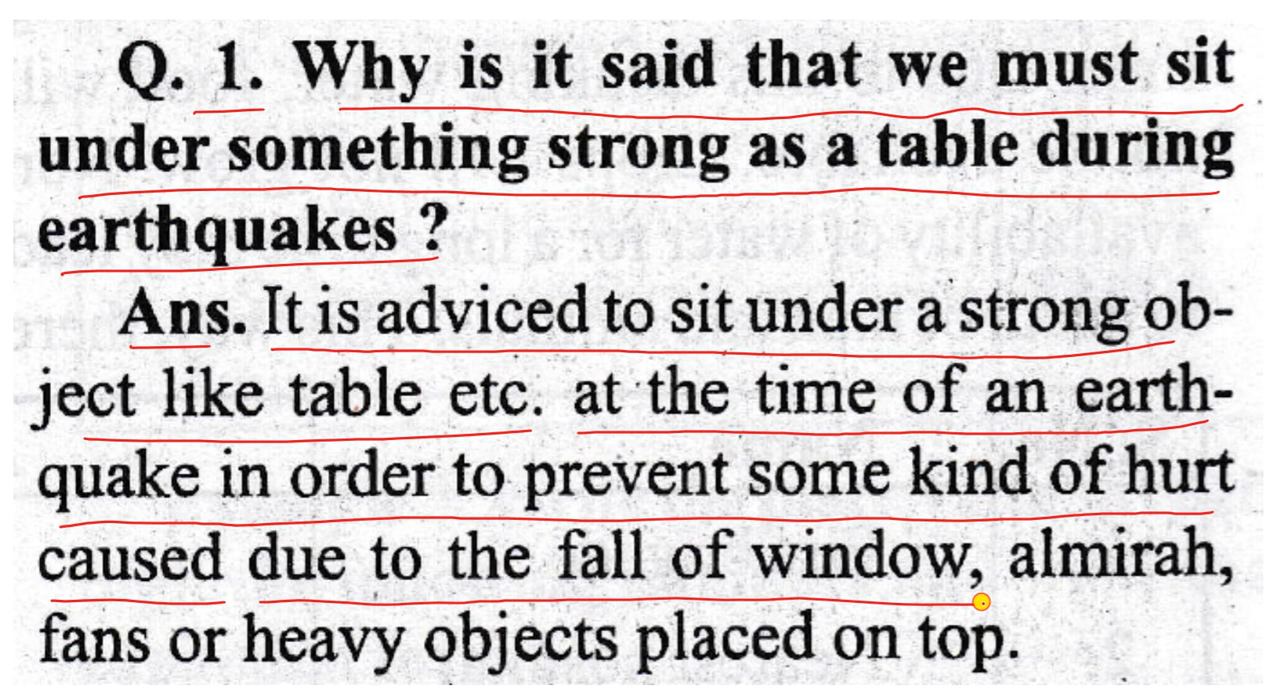 Q. 1. Why is it said that we must sit
under something strong as a table during
earthquakes ?
Ans. It is adviced to sit under a strong ob-
ject like table etc. at the time of an earth-
quake in order to prevent some kind of hurt
caused due to the fall of window, almirah,
fans or heavy objects placed on top.